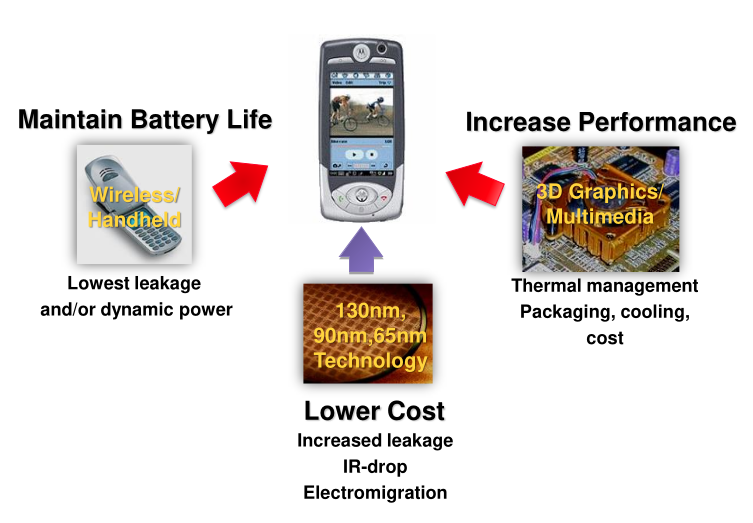 Maintain Battery Life
Wireless/
Handheld
Lowest leakage
and/or dynamic power
Increase Performance
3D Graphics/
Multimedia
Thermal management
Packaging, cooling,
cost
130nm,
90nm,65nm
Technology
Lower Cost
Increased leakage
IR-drop
Electromigration